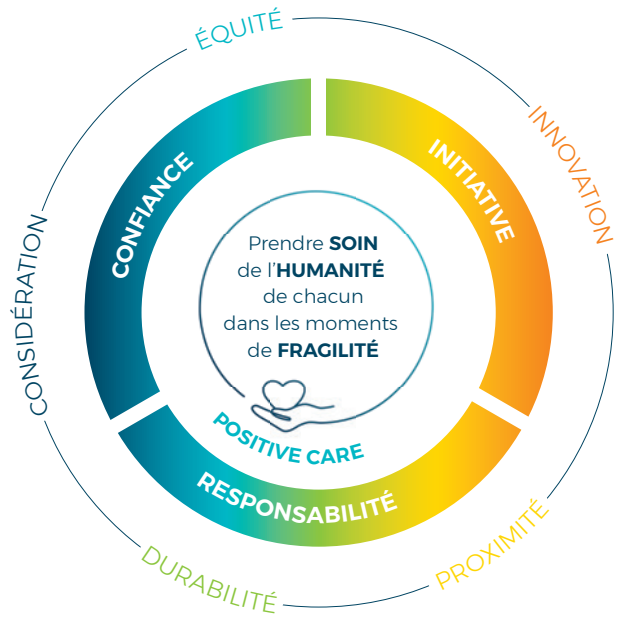 ÉQUITÉ
INNOVATION
CONFIANCE
INITIATIVE
CONSIDÉRATION
Prendre SOIN
de l'HUMANITÉ
de chacun
dans les moments
de FRAGILITÉ
POSITIVE CARE
RESPONSABILITÉ
DURABILITÉ
PROXIMITÉ